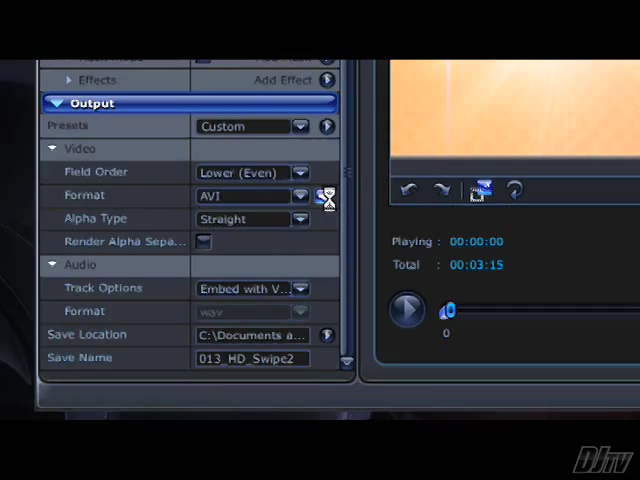 Effects Add Effect
Output
Presets Custom
Video
Field Order Lower (Even)
Format AVI
Alpha Type Straight
Render Alpha Sepa...
Audio
Track Options Embed with V...
Format wav
Save Location C:\Documents a...
Save Name 013_HD_Swipe2
Playing : 00:00:00
Total : 00:03:15
0
DJTV